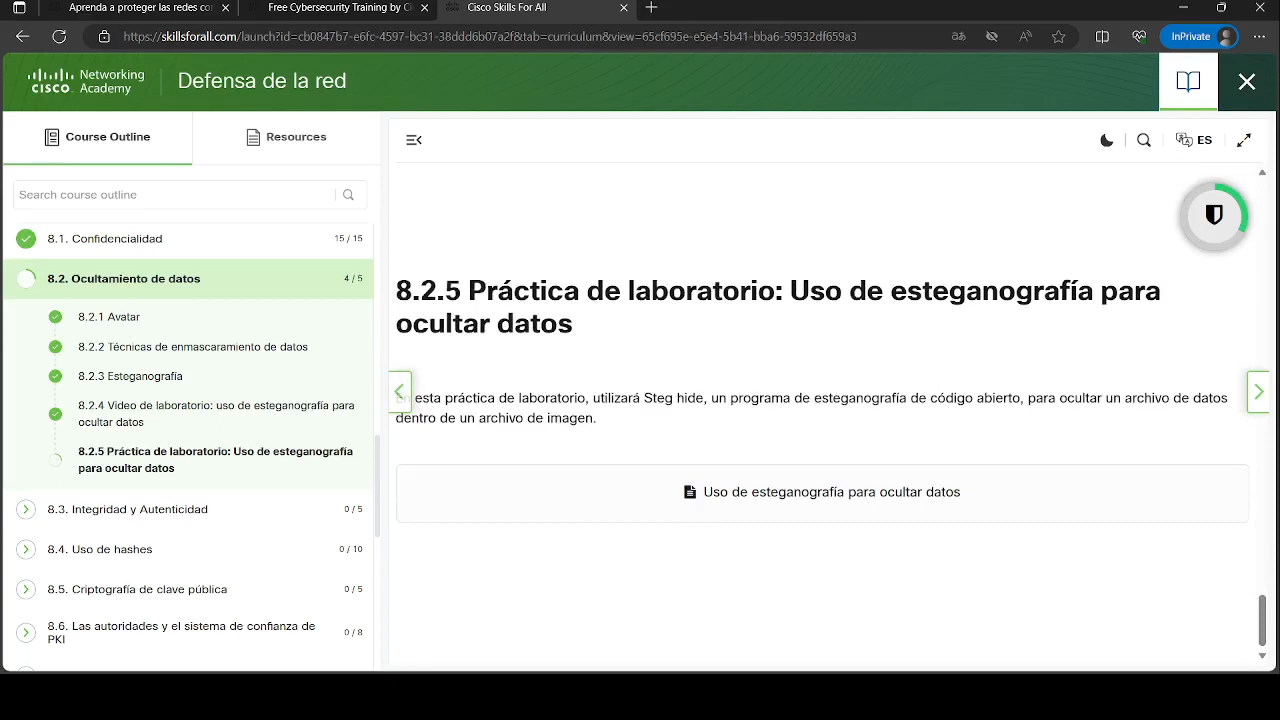 Aprenda a proteger las redes cor
Free Cybersecurity Training by Ci
Cisco Skills For All
https://skillsforall.com/launch?id=cb0847b7-e6fc-4597-bc31-38ddd6b07a2f&tab=curriculum&view=65cf695e-e5e4-5b41-bba6-59532df659a3
InPrivate
CISCO Networking Academy
Defensa de la red
Course Outline
Resources
ES
Search course outline
8.1. Confidencialidad 15 / 15
8.2. Ocultamiento de datos 4 / 5
8.2.1 Avatar
8.2.2 Técnicas de enmascaramiento de datos
8.2.3 Esteganografía
8.2.4 Video de laboratorio: uso de esteganografía para
ocultar datos
8.2.5 Práctica de laboratorio: Uso de esteganografía
para ocultar datos
8.3. Integridad y Autenticidad 0 / 5
8.4. Uso de hashes 0 / 10
8.5. Criptografía de clave pública 0 / 5
8.6. Las autoridades y el sistema de confianza de
PKI 0 / 8
8.2.5 Práctica de laboratorio: Uso de esteganografía para
ocultar datos
En esta práctica de laboratorio, utilizará Steg hide, un programa de esteganografía de código abierto, para ocultar un archivo de datos
dentro de un archivo de imagen.
Uso de esteganografía para ocultar datos